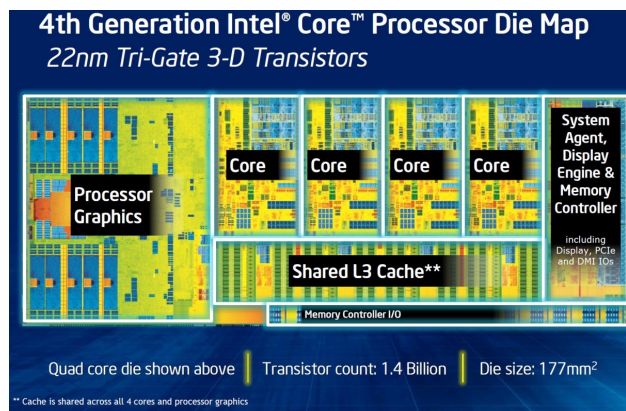 4th Generation Intel® Core™ Processor Die Map
22nm Tri-Gate 3-D Transistors
Processor
Graphics
Core
Core
Core
Core
System
Agent,
Display
Engine &
Memory
Controller
including
Display, PCIe
and DMI IOs
Shared L3 Cache**
Memory Controller I/O
Quad core die shown above
Transistor count: 1.4 Billion
Die size: 177mm²
** Cache is shared across all 4 cores and processor graphics